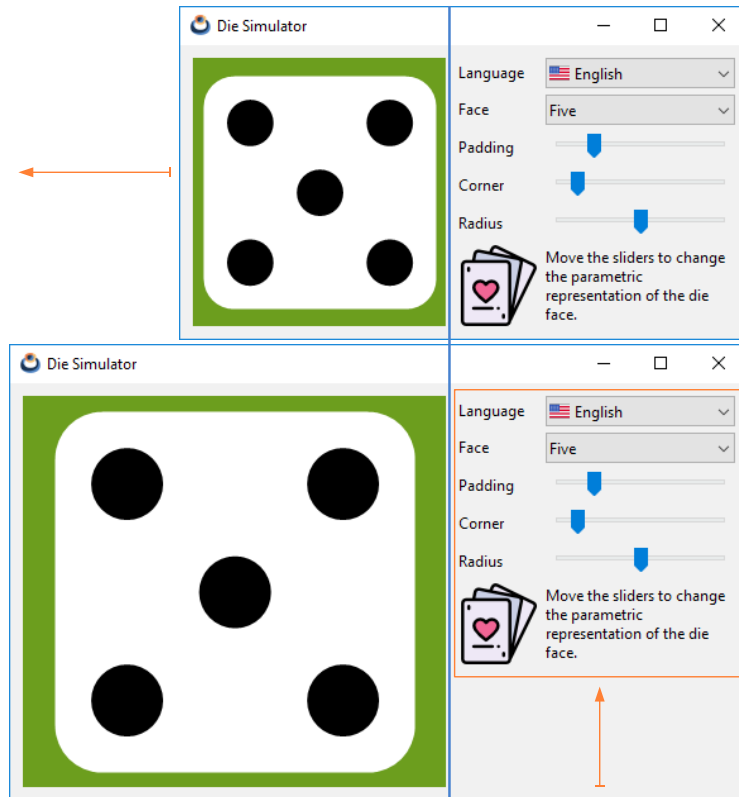 Die Simulator
Language
English
Face
Five
Padding
Corner
Radius
Move the sliders to change
the parametric
representation of the die
face.
Die Simulator
Language
English
Face
Five
Padding
Corner
Radius
Move the sliders to change
the parametric
representation of the die
face.